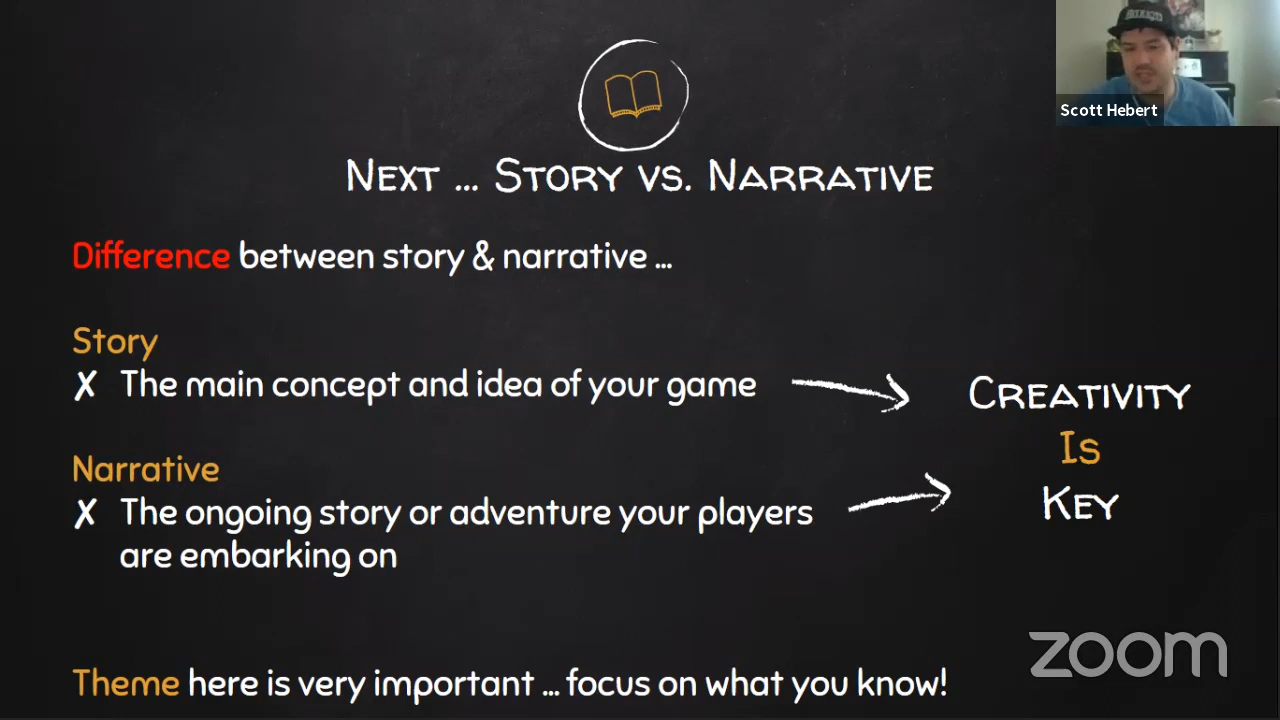 Scott Hebert
Next ... Story vs. Narrative
Difference between story & narrative ...
Story
✗ The main concept and idea of your game
Narrative
✗ The ongoing story or adventure your players
are embarking on
Creativity
Is
Key
Theme here is very important ... focus on what you know!
zoom